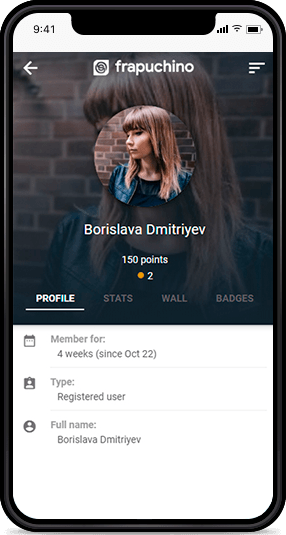 9:41
frapuchino
Borislava Dmitriyev
150 points
2
PROFILE STATS WALL BADGES
Member for:
4 weeks (since Oct 22)
Type:
Registered user
Full name:
Borislava Dmitriyev